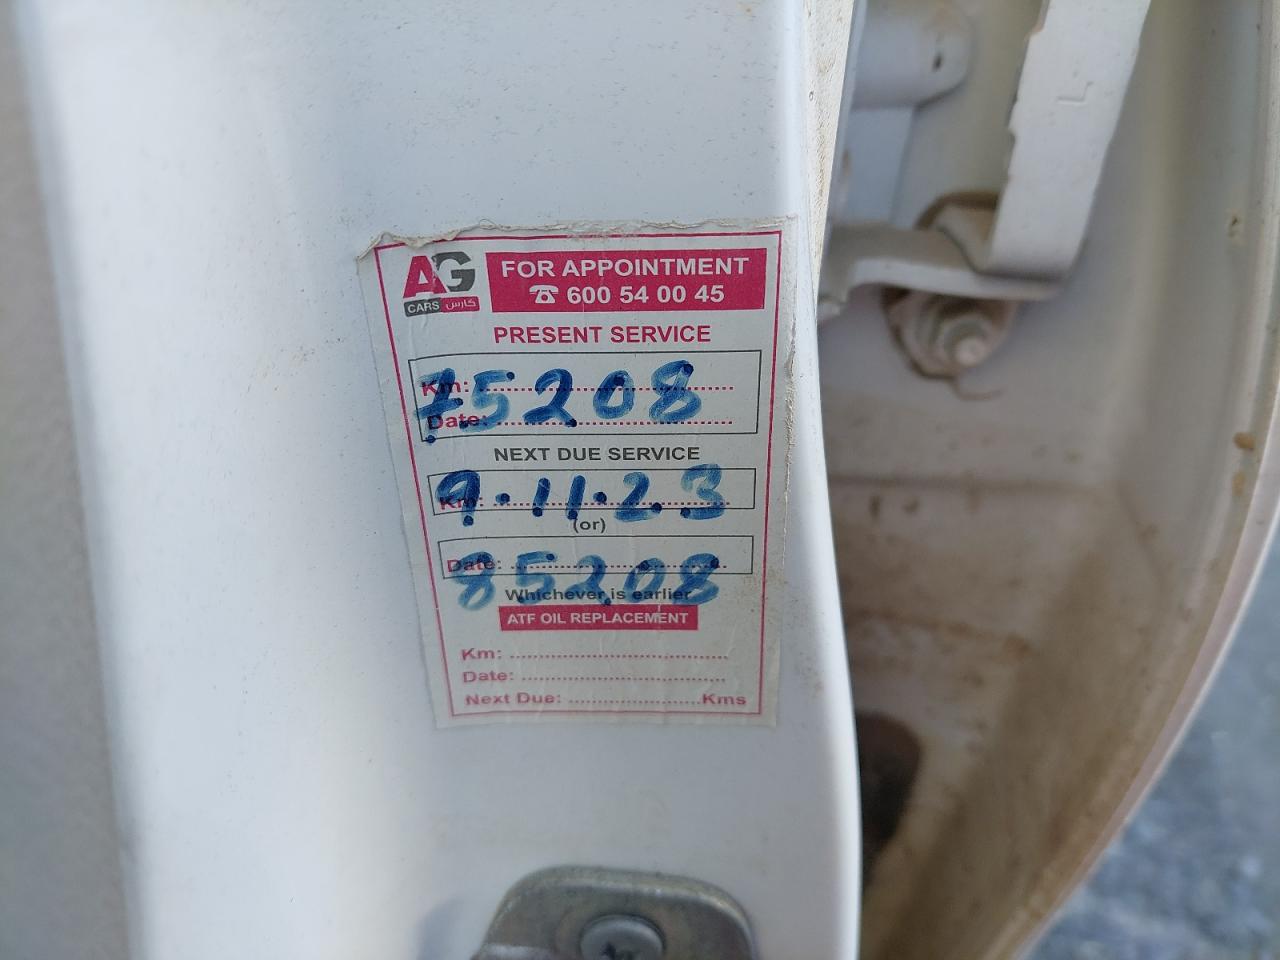 AG
CARS كارس
FOR APPOINTMENT
☎ 600 54 00 45
PRESENT SERVICE
Km: ........................
75208
Date: ........................
NEXT DUE SERVICE
Km: ........................
9.11.23
(or)
Date: ........................
85208
Whichever is earlier
ATF OIL REPLACEMENT
Km: ........................
Date: ........................
Next Due: ........................Kms
L